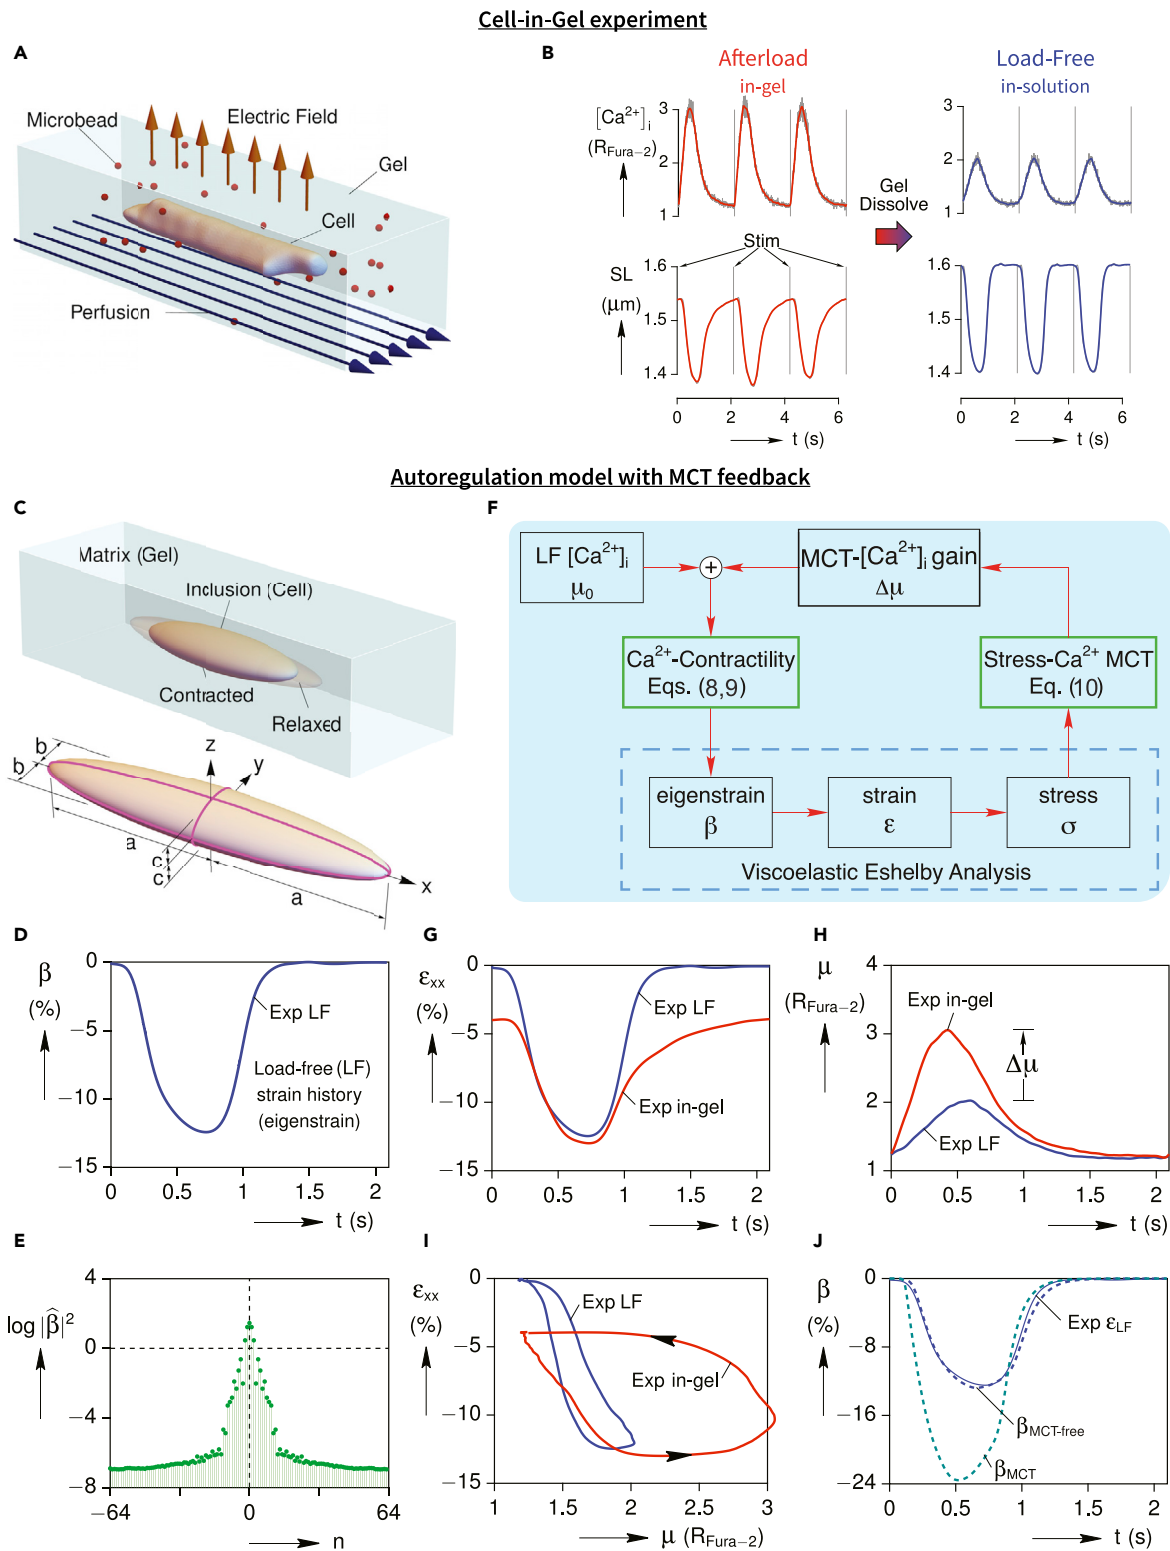 Cell-in-Gel experiment
A
Microbead
Electric Field
Gel
Cell
Perfusion
B
Afterload
in-gel
Load-Free
in-solution
[Ca²⁺]ᵢ
(R_Fura−2)
3
2
1
Gel
Dissolve
3
2
1
Stim
SL
(μm)
1.6
1.5
1.4
1.6
1.5
1.4
0 2 4 6
t (s)
0 2 4 6
t (s)
Autoregulation model with MCT feedback
C
Matrix (Gel)
Inclusion (Cell)
Contracted
Relaxed
b
b
z
y
a
c
c
a
x
F
LF [Ca²⁺]ᵢ
μ₀
+
MCT-[Ca²⁺]ᵢ gain
Δμ
Ca²⁺-Contractility
Eqs. (8,9)
Stress-Ca²⁺ MCT
Eq. (10)
eigenstrain
β
strain
ε
stress
σ
Viscoelastic Eshelby Analysis
D
β
(%)
0
−5
−10
−15
Exp LF
Load-free (LF)
strain history
(eigenstrain)
0 0.5 1 1.5 2
t (s)
G
ε_xx
(%)
0
−5
−10
−15
Exp LF
Exp in-gel
0 0.5 1 1.5 2
t (s)
H
μ
(R_Fura−2)
4
3
2
1
Exp in-gel
Δμ
Exp LF
0 0.5 1 1.5 2
t (s)
E
log |β̂|²
4
0
−4
−8
−64 0 64
n
I
ε_xx
(%)
0
−5
−10
−15
Exp LF
Exp in-gel
1 1.5 2 2.5 3
μ (R_Fura−2)
J
β
(%)
0
−8
−16
−24
Exp ε_LF
β_MCT-free
β_MCT
0 0.5 1 1.5 2
t (s)